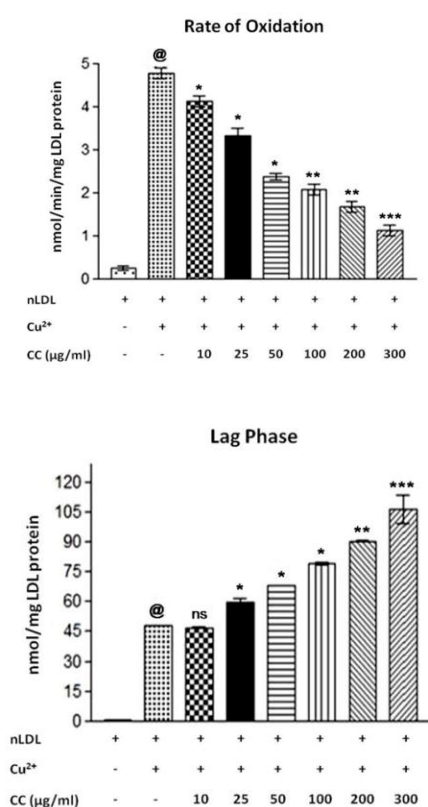 Rate of Oxidation
nmol/min/mg LDL protein
5
4
3
2
1
0
@
*
*
*
**
**
***
nLDL + + + + + + + +
Cu²⁺ - + + + + + + +
CC (µg/ml) - - 10 25 50 100 200 300
Lag Phase
nmol/mg LDL protein
120
105
90
75
60
45
30
15
0
@
ns
*
*
*
**
***
nLDL + + + + + + + +
Cu²⁺ - + + + + + + +
CC (µg/ml) - - 10 25 50 100 200 300